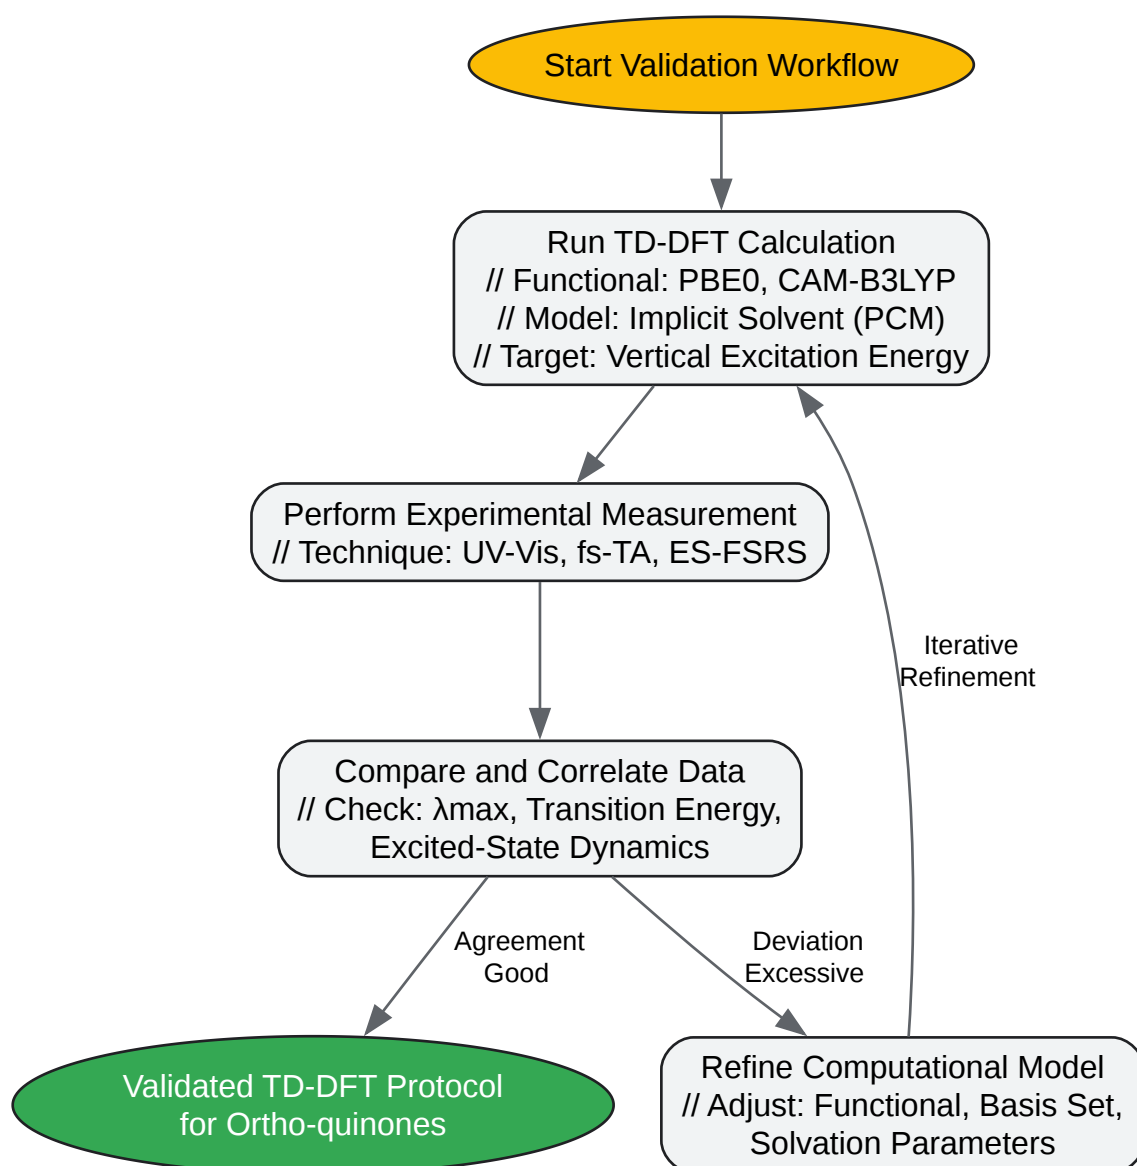 Start Validation Workflow
Run TD-DFT Calculation
// Functional: PBE0, CAM-B3LYP
// Model: Implicit Solvent (PCM)
// Target: Vertical Excitation Energy
Perform Experimental Measurement
// Technique: UV-Vis, fs-TA, ES-FSRS
Iterative
Refinement
Compare and Correlate Data
// Check: λmax, Transition Energy,
Excited-State Dynamics
Agreement
Good
Deviation
Excessive
Validated TD-DFT Protocol
for Ortho-quinones
Refine Computational Model
// Adjust: Functional, Basis Set,
Solvation Parameters